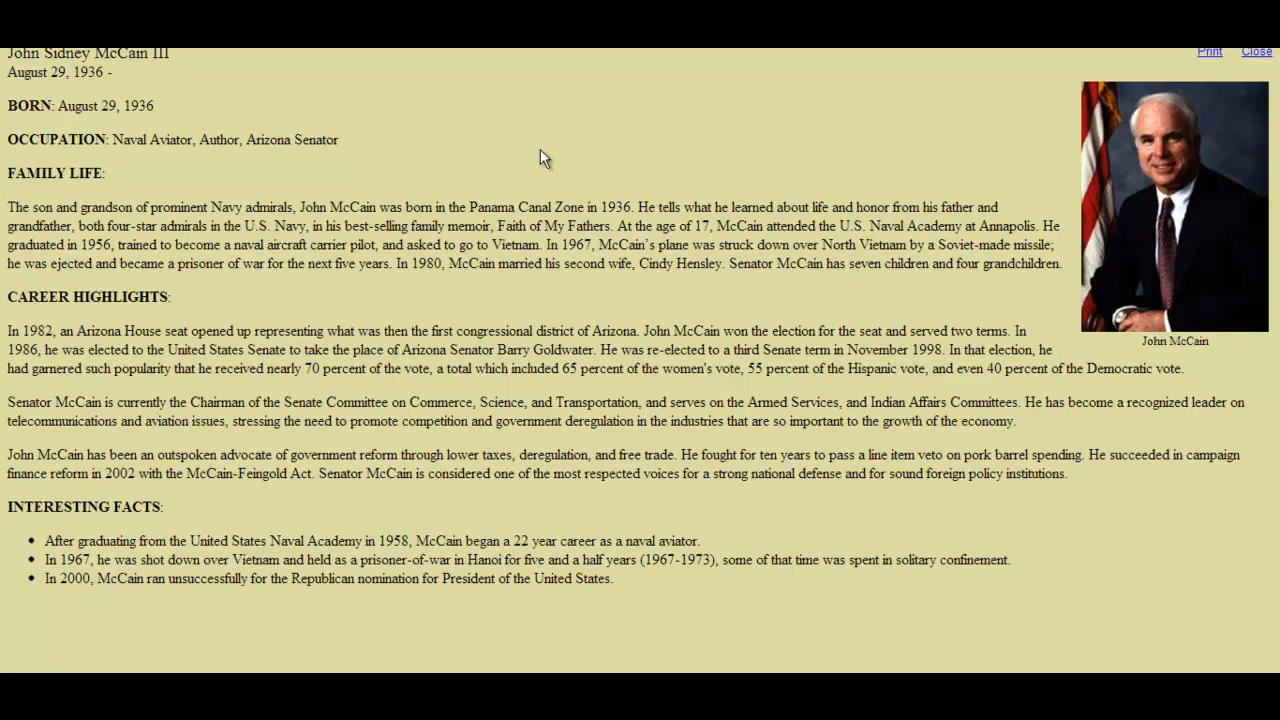 John Sidney McCain III
Print Close
August 29, 1936 -
BORN: August 29, 1936
OCCUPATION: Naval Aviator, Author, Arizona Senator
FAMILY LIFE:
The son and grandson of prominent Navy admirals, John McCain was born in the Panama Canal Zone in 1936. He tells what he learned about life and honor from his father and
grandfather, both four-star admirals in the U.S. Navy, in his best-selling family memoir, Faith of My Fathers. At the age of 17, McCain attended the U.S. Naval Academy at Annapolis. He
graduated in 1956, trained to become a naval aircraft carrier pilot, and asked to go to Vietnam. In 1967, McCain's plane was struck down over North Vietnam by a Soviet-made missile;
he was ejected and became a prisoner of war for the next five years. In 1980, McCain married his second wife, Cindy Hensley. Senator McCain has seven children and four grandchildren.
CAREER HIGHLIGHTS:
In 1982, an Arizona House seat opened up representing what was then the first congressional district of Arizona. John McCain won the election for the seat and served two terms. In
1986, he was elected to the United States Senate to take the place of Arizona Senator Barry Goldwater. He was re-elected to a third Senate term in November 1998. In that election, he
had garnered such popularity that he received nearly 70 percent of the vote, a total which included 65 percent of the women's vote, 55 percent of the Hispanic vote, and even 40 percent of the Democratic vote.
John McCain
Senator McCain is currently the Chairman of the Senate Committee on Commerce, Science, and Transportation, and serves on the Armed Services, and Indian Affairs Committees. He has become a recognized leader on
telecommunications and aviation issues, stressing the need to promote competition and government deregulation in the industries that are so important to the growth of the economy.
John McCain has been an outspoken advocate of government reform through lower taxes, deregulation, and free trade. He fought for ten years to pass a line item veto on pork barrel spending. He succeeded in campaign
finance reform in 2002 with the McCain-Feingold Act. Senator McCain is considered one of the most respected voices for a strong national defense and for sound foreign policy institutions.
INTERESTING FACTS:
• After graduating from the United States Naval Academy in 1958, McCain began a 22 year career as a naval aviator.
• In 1967, he was shot down over Vietnam and held as a prisoner-of-war in Hanoi for five and a half years (1967-1973), some of that time was spent in solitary confinement.
• In 2000, McCain ran unsuccessfully for the Republican nomination for President of the United States.